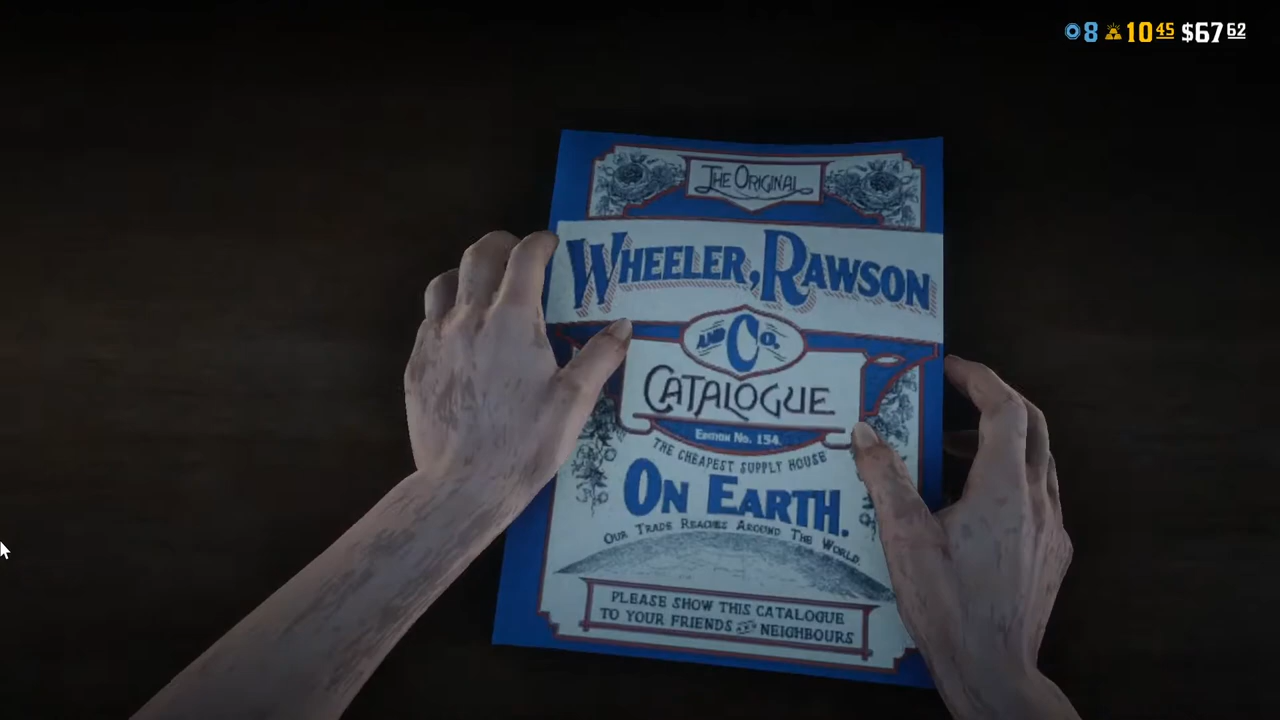 8 10 45 $67 62
THE ORIGINAL
WHEELER, RAWSON
AND CO.
CATALOGUE
EDITION NO. 154.
THE CHEAPEST SUPPLY HOUSE
ON EARTH.
OUR TRADE REACHES AROUND THE WORLD.
PLEASE SHOW THIS CATALOGUE
TO YOUR FRIENDS AND NEIGHBOURS